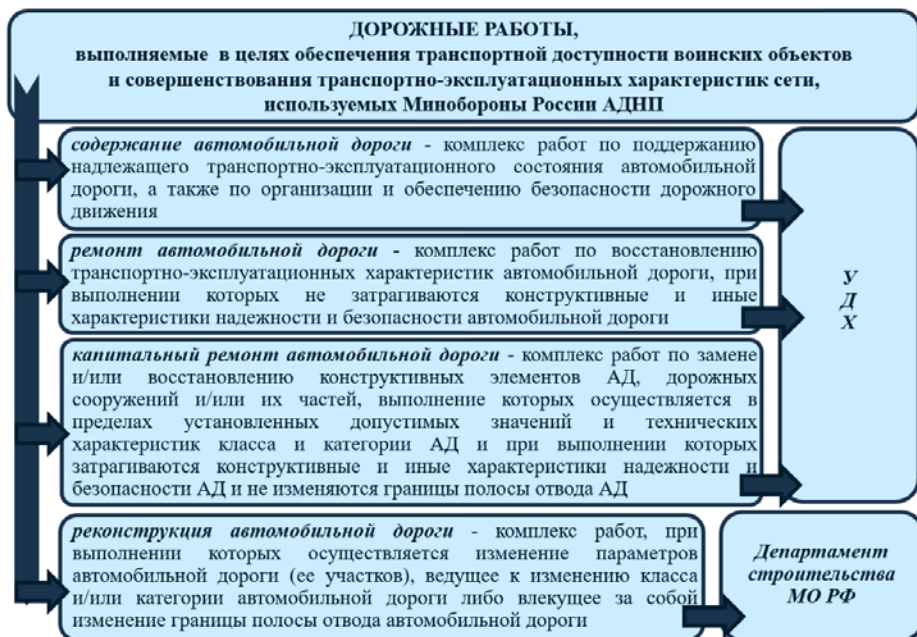 ДОРОЖНЫЕ РАБОТЫ,
выполняемые в целях обеспечения транспортной доступности воинских объектов
и совершенствования транспортно-эксплуатационных характеристик сети,
используемых Минобороны России АДНП
содержание автомобильной дороги - комплекс работ по поддержанию
надлежащего транспортно-эксплуатационного состояния автомобильной
дороги, а также по организации и обеспечению безопасности дорожного
движения
ремонт автомобильной дороги - комплекс работ по восстановлению
транспортно-эксплуатационных характеристик автомобильной дороги, при
выполнении которых не затрагиваются конструктивные и иные
характеристики надежности и безопасности автомобильной дороги
капитальный ремонт автомобильной дороги - комплекс работ по замене
и/или восстановлению конструктивных элементов АД, дорожных
сооружений и/или их частей, выполнение которых осуществляется в
пределах установленных допустимых значений и технических
характеристик класса и категории АД и при выполнении которых
затрагиваются конструктивные и иные характеристики надежности и
безопасности АД и не изменяются границы полосы отвода АД
У
Д
Х
реконструкция автомобильной дороги - комплекс работ, при
выполнении которых осуществляется изменение параметров
автомобильной дороги (ее участков), ведущее к изменению класса
и/или категории автомобильной дороги либо влекущее за собой
изменение границы полосы отвода автомобильной дороги
Департамент
строительства
МО РФ